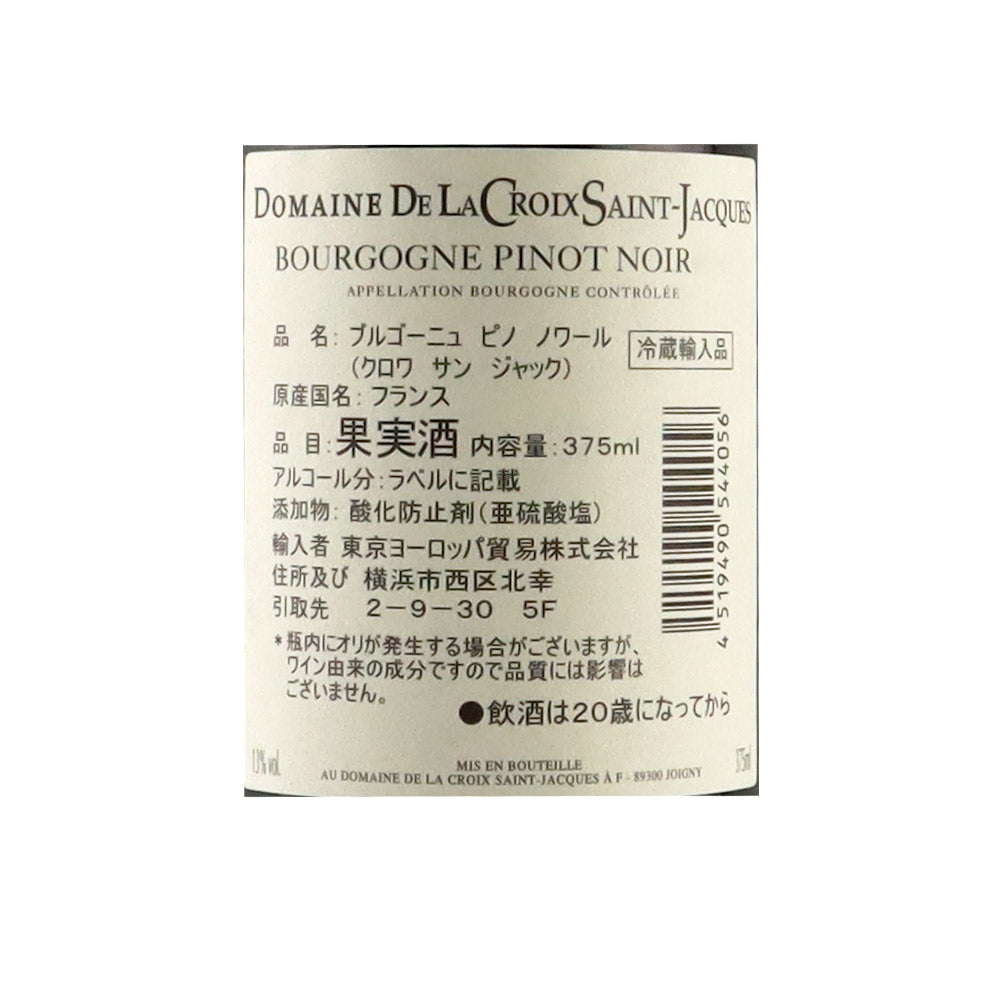 DOMAINE DE LA CROIX SAINT-JACQUES
BOURGOGNE PINOT NOIR
APPELLATION BOURGOGNE CONTRÔLÉE
品 名: ブルゴーニュ ピノ ノワール
(クロワ サン ジャック)
冷蔵輸入品
原産国名: フランス
品 目: 果実酒 内容量: 375ml
アルコール分: ラベルに記載
添加物: 酸化防止剤(亜硫酸塩)
輸入者 東京ヨーロッパ貿易株式会社
住所及び 横浜市西区北幸
引取先 2-9-30 5F
*瓶内にオリが発生する場合がございますが、
ワイン由来の成分ですので品質には影響は
ございません。
●飲酒は20歳になってから
4 519490 544056
13% vol.
MIS EN BOUTEILLE
AU DOMAINE DE LA CROIX SAINT-JACQUES À F - 89300 JOIGNY
375ml